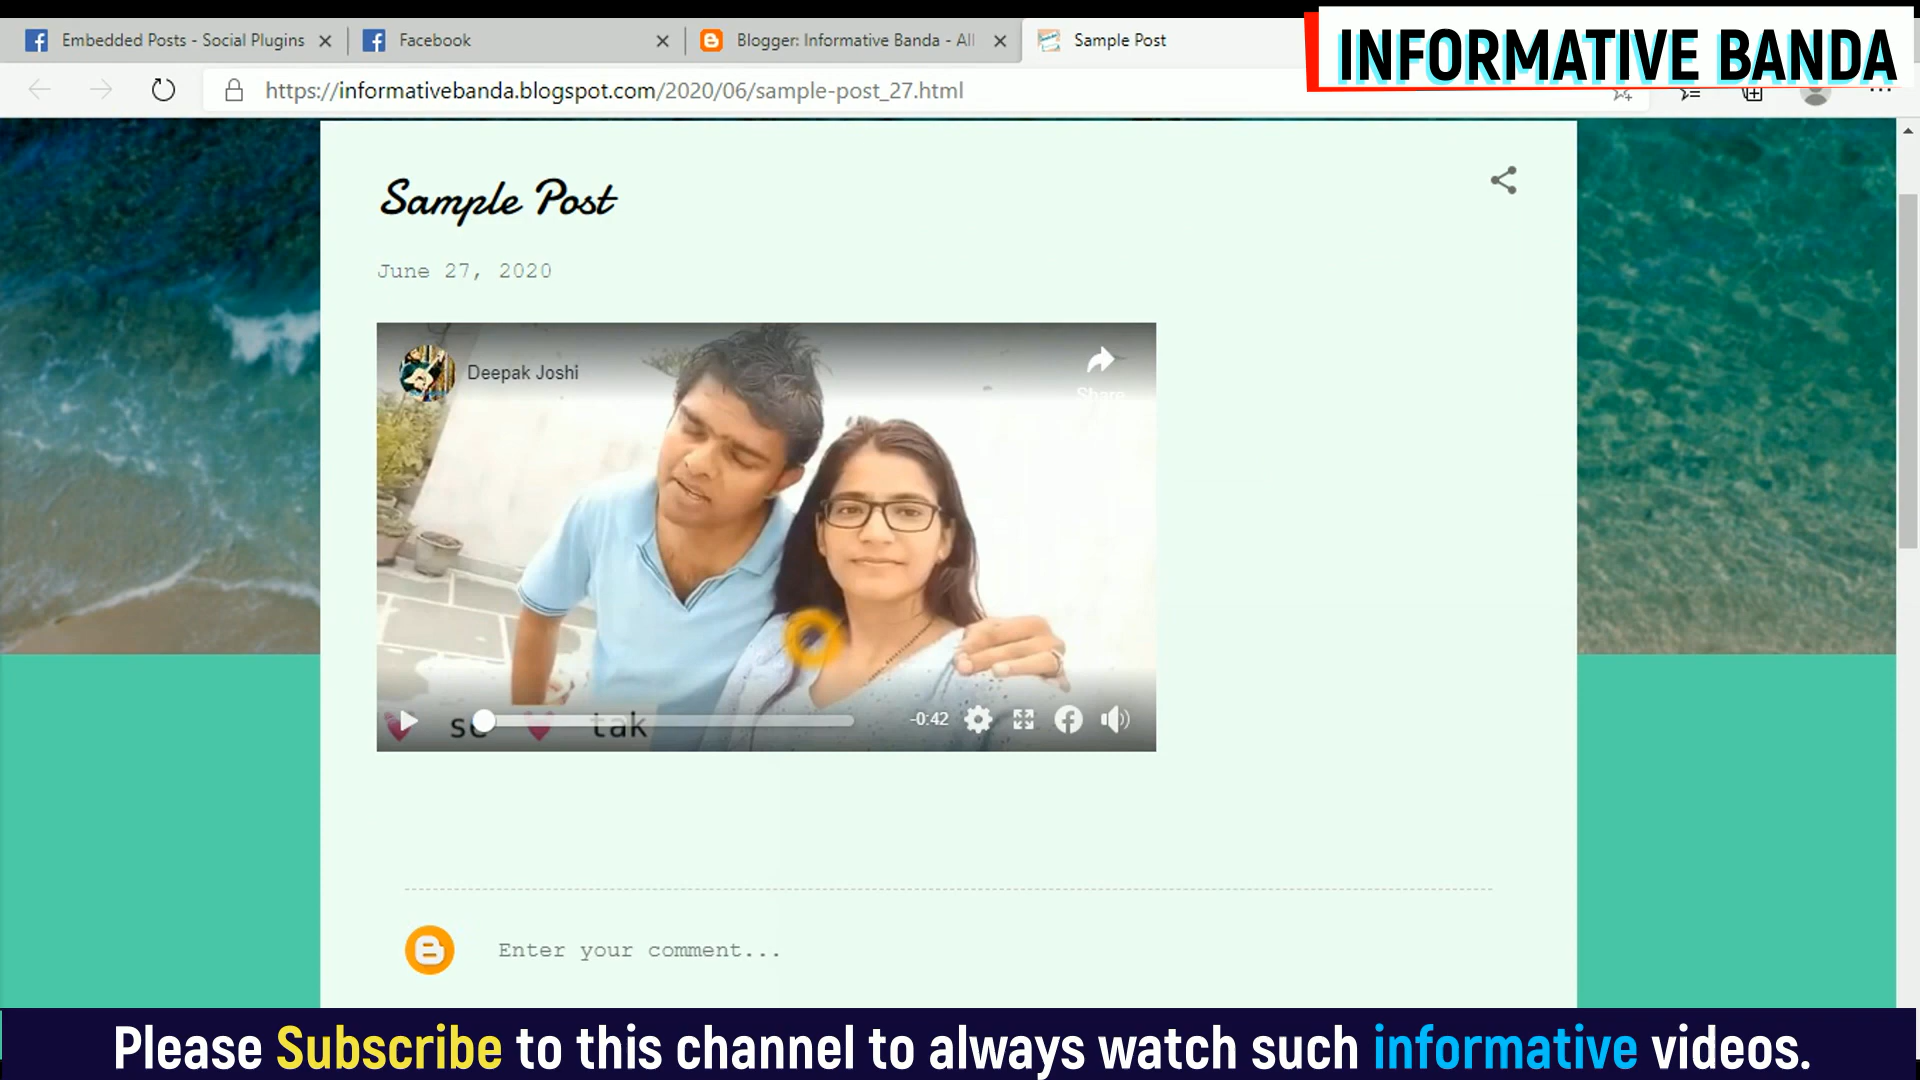 Embedded Posts - Social Plugins
Facebook
Blogger: Informative Banda - All
Sample Post
INFORMATIVE BANDA
https://informativebanda.blogspot.com/2020/06/sample-post_27.html
Sample Post
June 27, 2020
Deepak Joshi
Share
se tak
-0:42
Enter your comment...
Please Subscribe to this channel to always watch such informative videos.